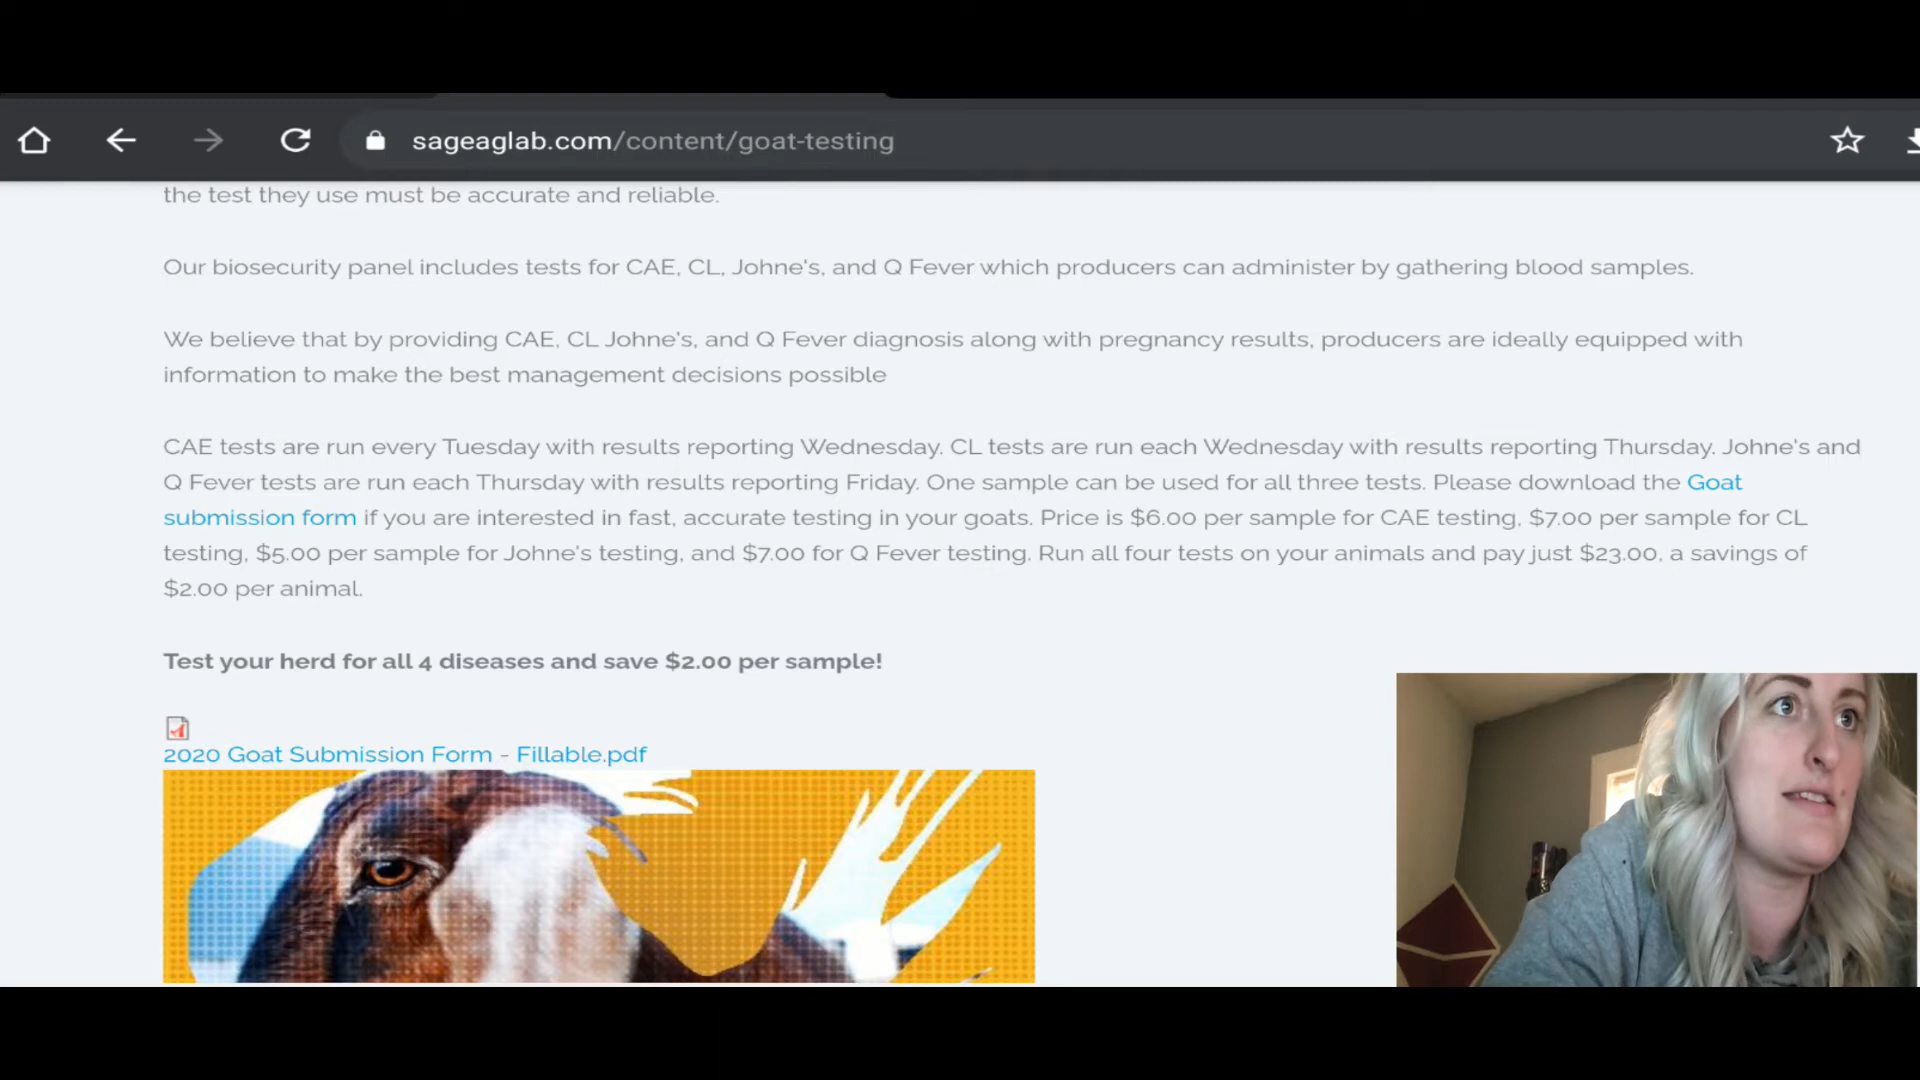 sageaglab.com/content/goat-testing
the test they use must be accurate and reliable.
Our biosecurity panel includes tests for CAE, CL, Johne's, and Q Fever which producers can administer by gathering blood samples.
We believe that by providing CAE, CL Johne's, and Q Fever diagnosis along with pregnancy results, producers are ideally equipped with
information to make the best management decisions possible
CAE tests are run every Tuesday with results reporting Wednesday. CL tests are run each Wednesday with results reporting Thursday. Johne's and
Q Fever tests are run each Thursday with results reporting Friday. One sample can be used for all three tests. Please download the Goat
submission form if you are interested in fast, accurate testing in your goats. Price is $6.00 per sample for CAE testing, $7.00 per sample for CL
testing, $5.00 per sample for Johne's testing, and $7.00 for Q Fever testing. Run all four tests on your animals and pay just $23.00, a savings of
$2.00 per animal.
Test your herd for all 4 diseases and save $2.00 per sample!
2020 Goat Submission Form - Fillable.pdf